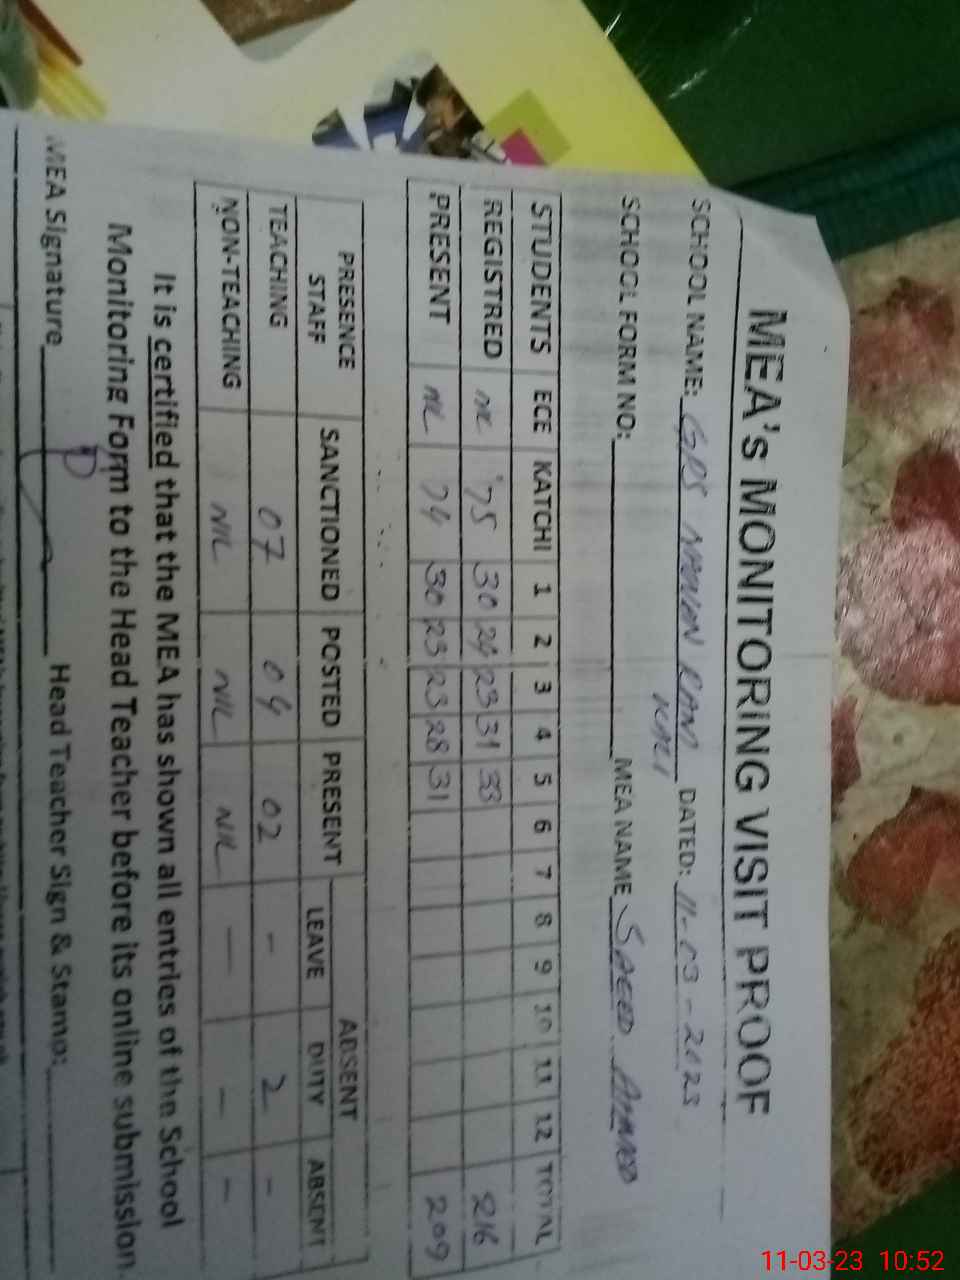 MEA's MONITORING VISIT PROOF
SCHOOL NAME: GPS NAWAN RAND DATED: 11-03-2023
KALI
SCHOOL FORM NO: MEA NAME SAEED AHMED
STUDENTS ECE KATCHI 1 2 3 4 5 6 7 8 9 10 11 12 TOTAL
REGISTRED NIL 75 30 24 23 31 33 216
PRESENT NIL 74 30 23 23 28 31 209
PRESENCE ABSENT
STAFF SANCTIONED POSTED PRESENT LEAVE DUTY ABSENT
TEACHING 07 04 02 - 2 -
NON-TEACHING NIL NIL NIL - - -
It is certified that the MEA has shown all entries of the School
Monitoring Form to the Head Teacher before its online submission.
MEA Signature Head Teacher Sign & Stamp:
11-03-23 10:52